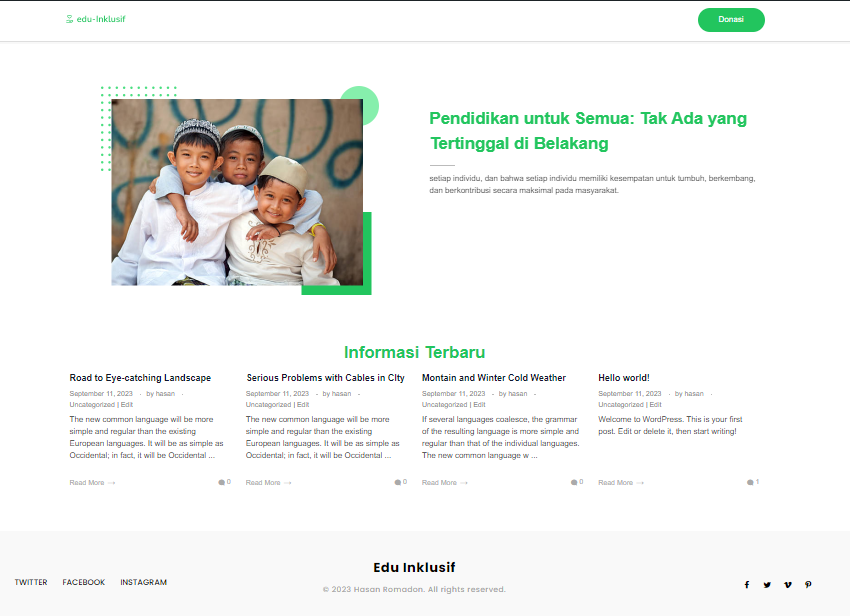 edu-Inklusif
Donasi
Pendidikan untuk Semua: Tak Ada yang
Tertinggal di Belakang
setiap individu, dan bahwa setiap individu memiliki kesempatan untuk tumbuh, berkembang,
dan berkontribusi secara maksimal pada masyarakat.
Informasi Terbaru
Road to Eye-catching Landscape
September 11, 2023 - by hasan -
Uncategorized | Edit
The new common language will be more
simple and regular than the existing
European languages. It will be as simple as
Occidental; in fact, it will be Occidental ...
Read More → 0
Serious Problems with Cables in CIty
September 11, 2023 - by hasan -
Uncategorized | Edit
The new common language will be more
simple and regular than the existing
European languages. It will be as simple as
Occidental; in fact, it will be Occidental ...
Read More → 0
Montain and Winter Cold Weather
September 11, 2023 - by hasan -
Uncategorized | Edit
If several languages coalesce, the grammar
of the resulting language is more simple and
regular than that of the individual languages.
The new common language w ...
Read More → 0
Hello world!
September 11, 2023 - by hasan -
Uncategorized | Edit
Welcome to WordPress. This is your first
post. Edit or delete it, then start writing!
Read More → 1
TWITTER FACEBOOK INSTAGRAM
Edu Inklusif
© 2023 Hasan Romadon. All rights reserved.